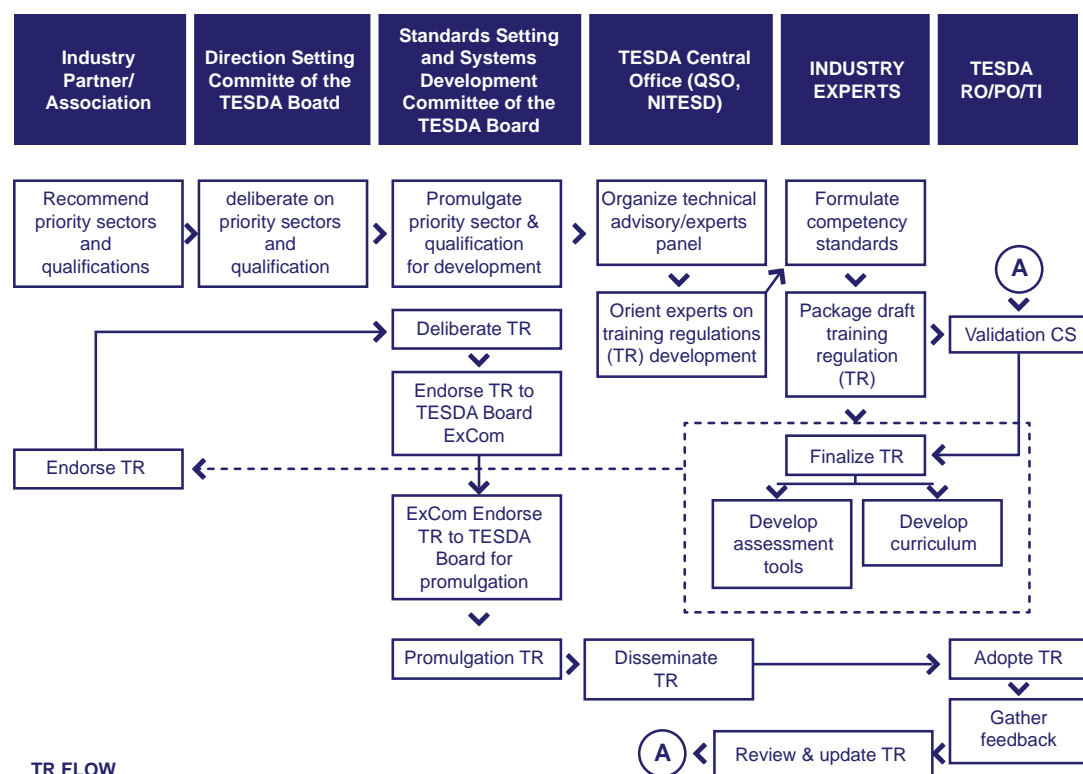 Industry
Partner/
Association
Direction Setting
Committe of the
TESDA Boatd
Standards Setting
and Systems
Development
Committee of the
TESDA Board
TESDA Central
Office (QSO,
NITESD)
INDUSTRY
EXPERTS
TESDA
RO/PO/TI
Recommend
priority sectors
and
qualifications
deliberate on
priority sectors
and
qualification
Promulgate
priority sector &
qualification
for development
Organize technical
advisory/experts
panel
Formulate
competency
standards
A
Orient experts on
training regulations
(TR) development
Package draft
training
regulation
(TR)
Validation CS
Deliberate TR
Endorse TR to
TESDA Board
ExCom
Endorse TR
Finalize TR
ExCom Endorse
TR to TESDA
Board for
promulgation
Develop
assessment
tools
Develop
curriculum
Promulgation TR
Disseminate
TR
Adopte TR
Gather
feedback
Review & update TR
A
TR FLOW